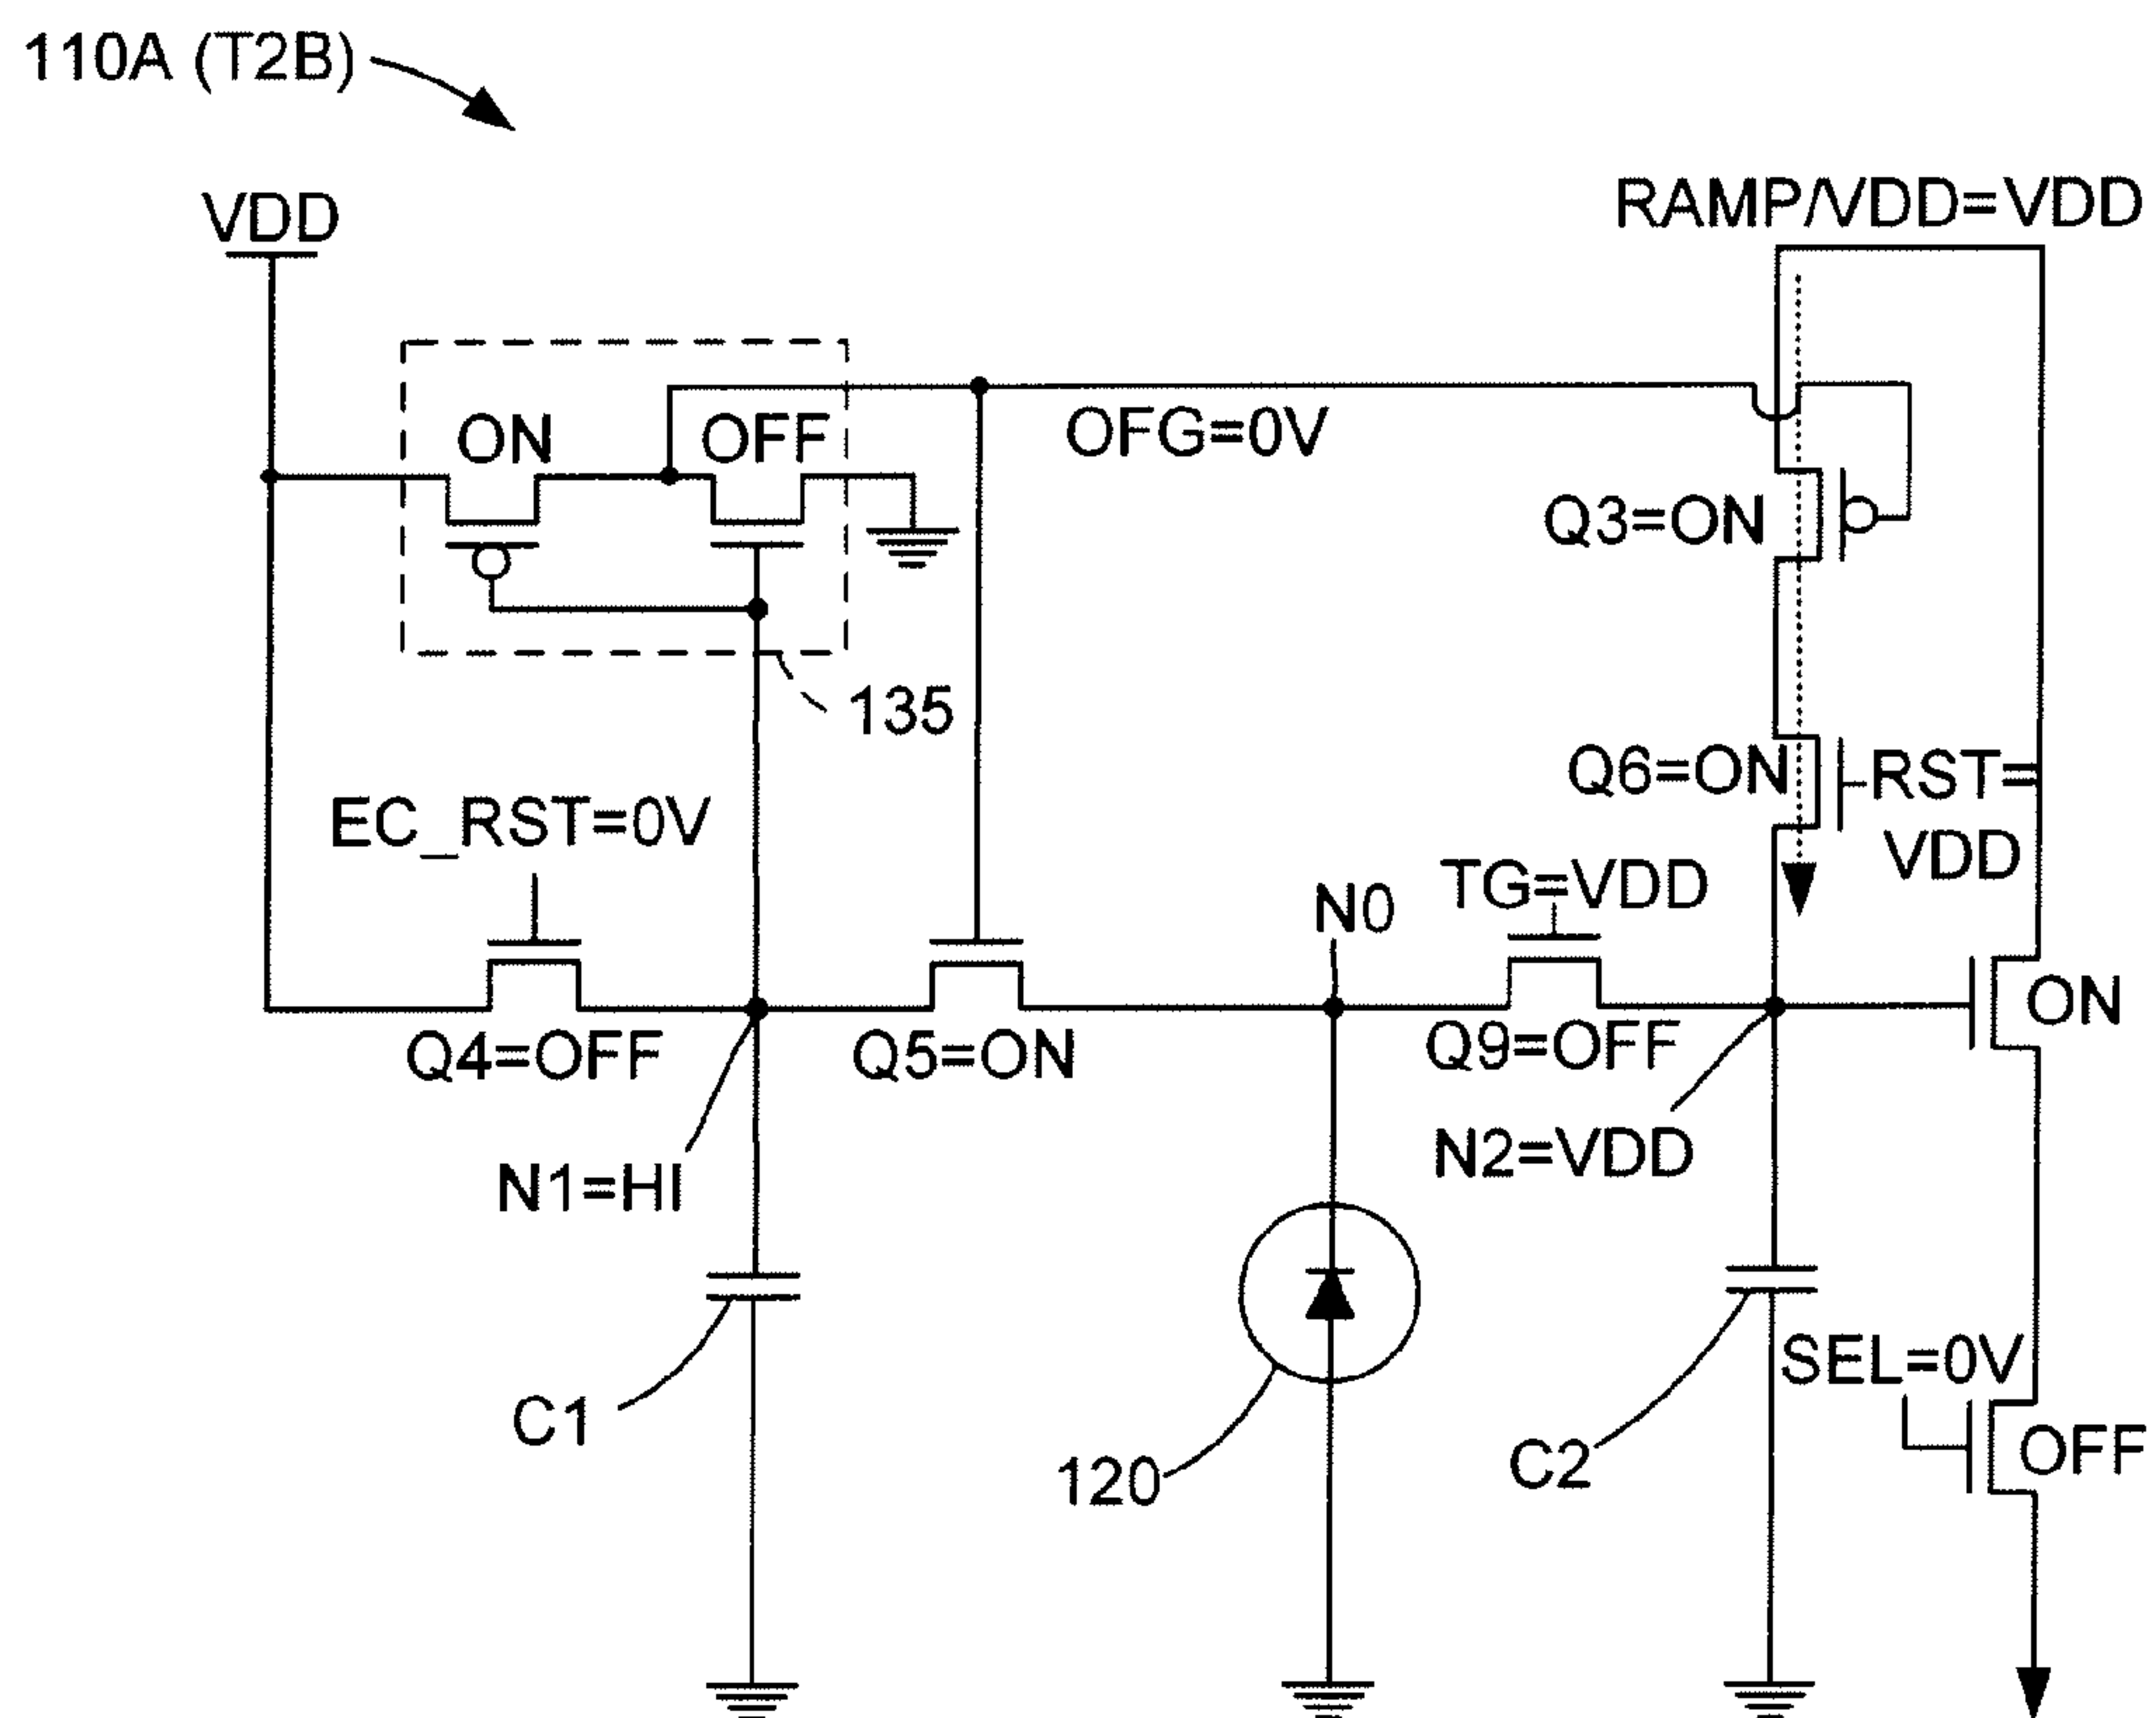 110A (T2B)
VDD
RAMP/VDD=VDD
ON
OFF
OFG=0V
Q3=ON
135
Q6=ON
RST=
VDD
EC_RST=0V
TG=VDD
N0
ON
Q4=OFF
Q5=ON
Q9=OFF
N1=HI
N2=VDD
SEL=0V
C1
120
C2
OFF